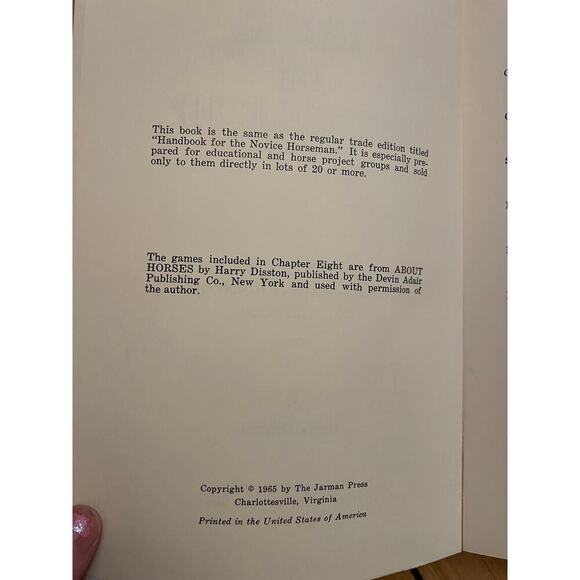 This book is the same as the regular trade edition titled
"Handbook for the Novice Horseman." It is especially pre-
pared for educational and horse project groups and sold
only to them directly in lots of 20 or more.
The games included in Chapter Eight are from ABOUT
HORSES by Harry Disston, published by the Devin Adair
Publishing Co., New York and used with permission of
the author.
Copyright © 1965 by The Jarman Press
Charlottesville, Virginia
Printed in the United States of America